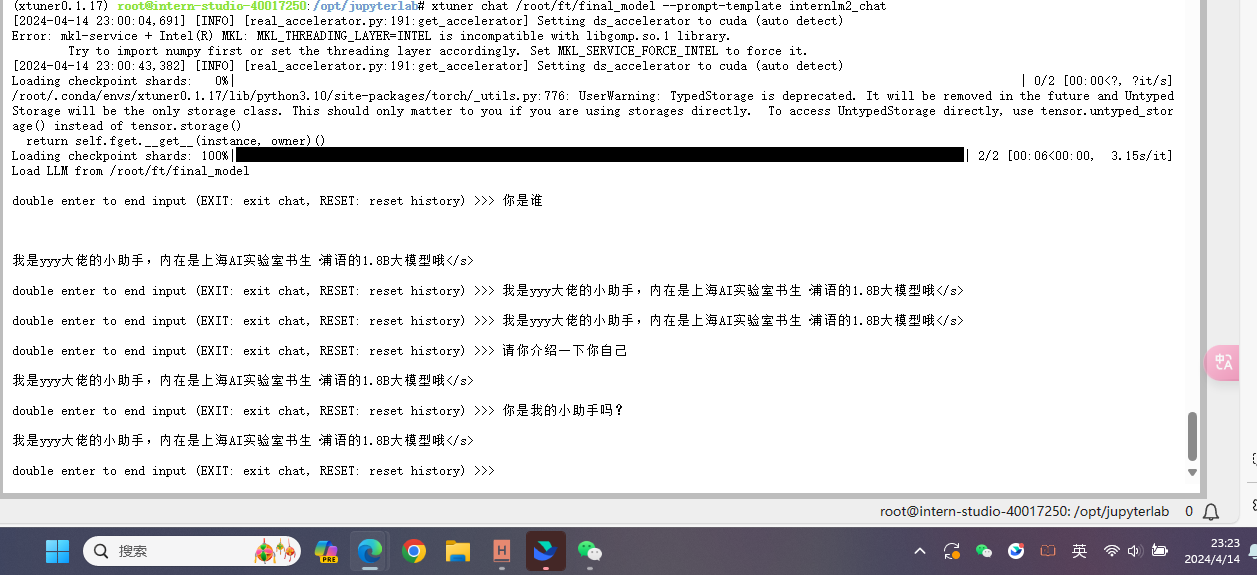 (xtuner0.1.17) root@intern-studio-40017250:/opt/jupyterlab# xtuner chat /root/ft/final_model --prompt-template internlm2_chat
[2024-04-14 23:00:04,691] [INFO] [real_accelerator.py:191:get_accelerator] Setting ds_accelerator to cuda (auto detect)
Error: mkl-service + Intel(R) MKL: MKL_THREADING_LAYER=INTEL is incompatible with libgomp.so.1 library.
Try to import numpy first or set the threading layer accordingly. Set MKL_SERVICE_FORCE_INTEL to force it.
[2024-04-14 23:00:43,382] [INFO] [real_accelerator.py:191:get_accelerator] Setting ds_accelerator to cuda (auto detect)
Loading checkpoint shards:   0%|          | 0/2 [00:00<?, ?it/s]
/root/.conda/envs/xtuner0.1.17/lib/python3.10/site-packages/torch/_utils.py:776: UserWarning: TypedStorage is deprecated. It will be removed in the future and Untyped
Storage will be the only storage class. This should only matter to you if you are using storages directly.  To access UntypedStorage directly, use tensor.untyped_stor
age() instead of tensor.storage()
return self.fget.__get__(instance, owner)()
Loading checkpoint shards: 100%|██████████| 2/2 [00:06<00:00,  3.15s/it]
Load LLM from /root/ft/final_model
double enter to end input (EXIT: exit chat, RESET: reset history) >>> 你是谁
我是yyy大佬的小助手，内在是上海AI实验室书生·浦语的1.8B大模型哦</s>
double enter to end input (EXIT: exit chat, RESET: reset history) >>> 我是yyy大佬的小助手，内在是上海AI实验室书生·浦语的1.8B大模型哦</s>
double enter to end input (EXIT: exit chat, RESET: reset history) >>> 我是yyy大佬的小助手，内在是上海AI实验室书生·浦语的1.8B大模型哦</s>
double enter to end input (EXIT: exit chat, RESET: reset history) >>> 请你介绍一下你自己
我是yyy大佬的小助手，内在是上海AI实验室书生·浦语的1.8B大模型哦</s>
double enter to end input (EXIT: exit chat, RESET: reset history) >>> 你是我的小助手吗？
我是yyy大佬的小助手，内在是上海AI实验室书生·浦语的1.8B大模型哦</s>
double enter to end input (EXIT: exit chat, RESET: reset history) >>>
中A
root@intern-studio-40017250: /opt/jupyterlab 0
搜索
PRE
H
英
23:23
2024/4/14